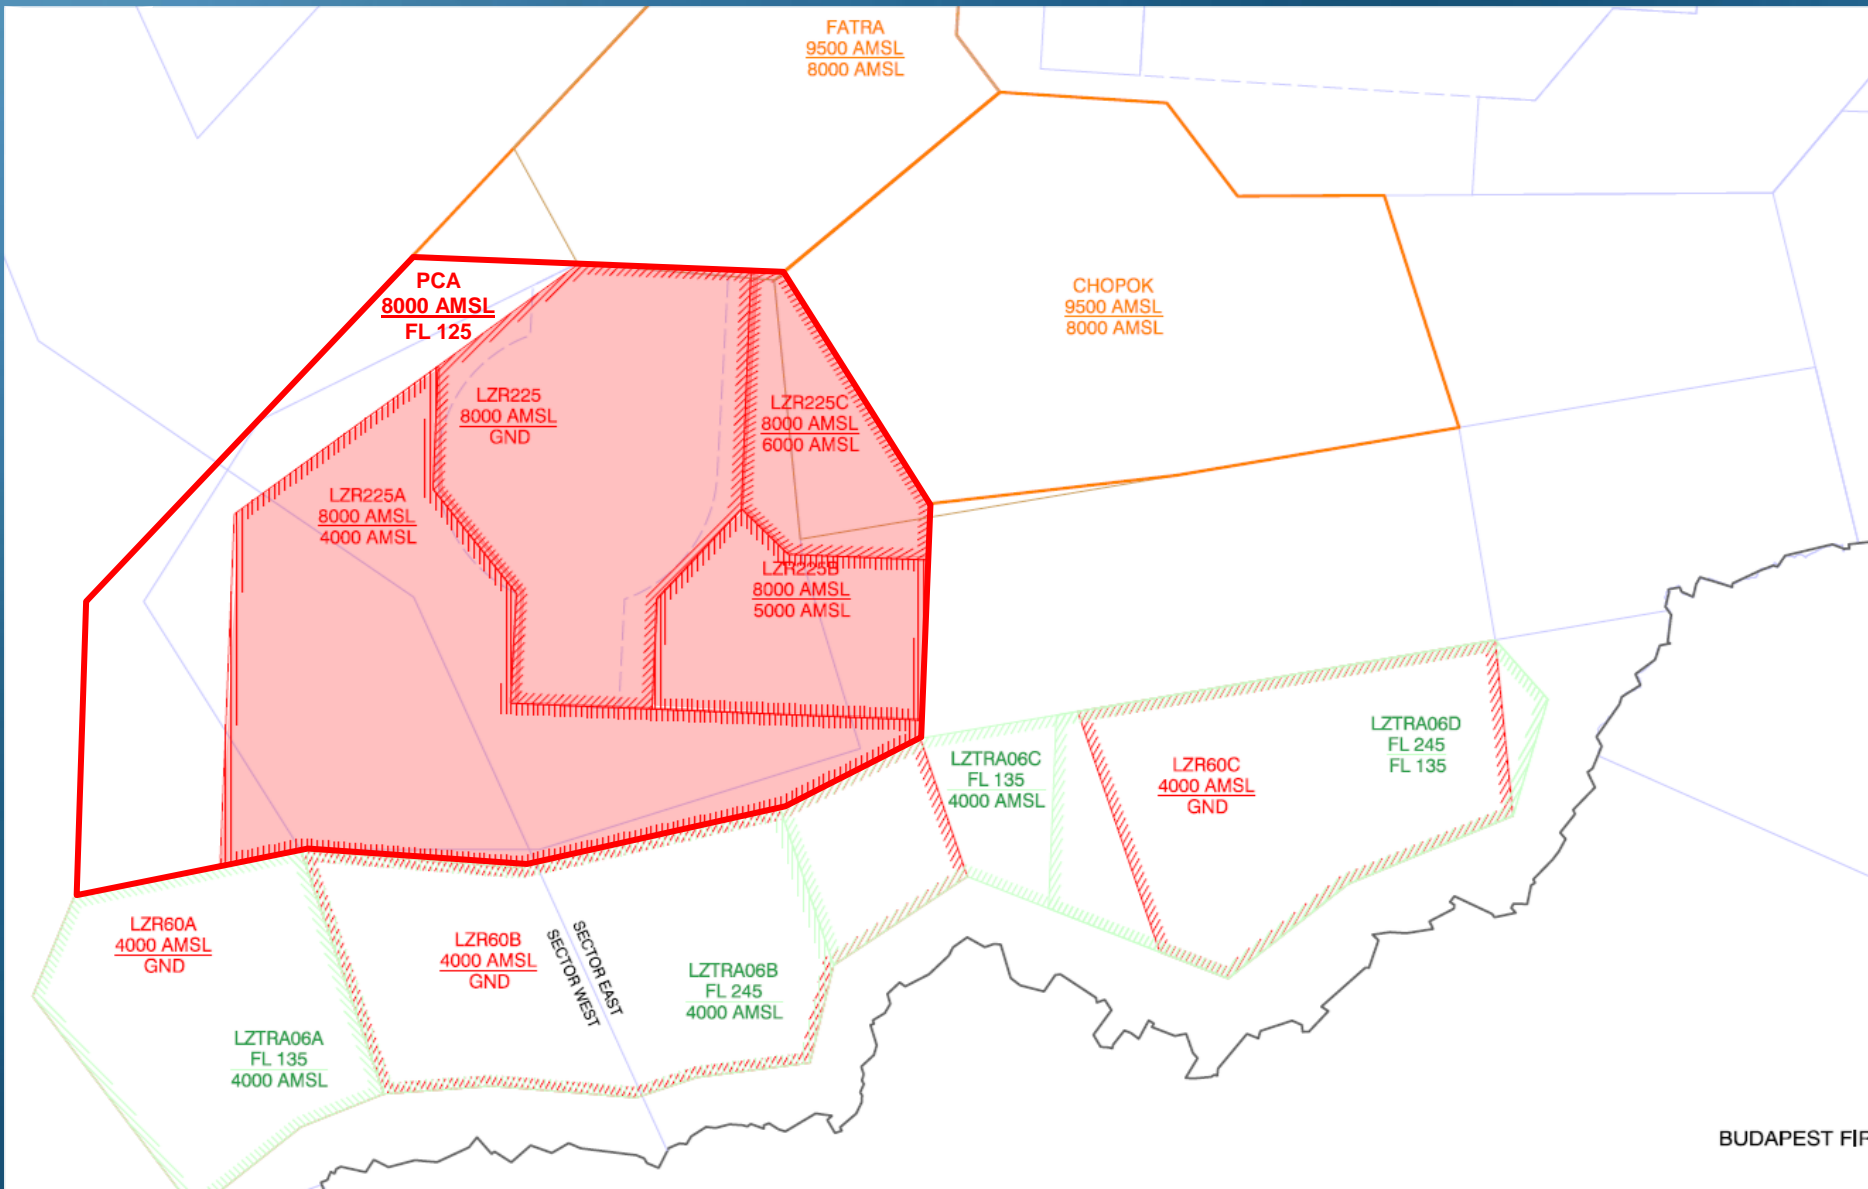 FATRA
9500 AMSL
8000 AMSL
PCA
8000 AMSL
FL 125
CHOPOK
9500 AMSL
8000 AMSL
LZR225
8000 AMSL
GND
LZR225C
8000 AMSL
6000 AMSL
LZR225A
8000 AMSL
4000 AMSL
LZR225B
8000 AMSL
5000 AMSL
LZTRA06C
FL 135
4000 AMSL
LZR60C
4000 AMSL
GND
LZTRA06D
FL 245
FL 135
LZR60A
4000 AMSL
GND
LZR60B
4000 AMSL
GND
SECTOR EAST
SECTOR WEST
LZTRA06B
FL 245
4000 AMSL
LZTRA06A
FL 135
4000 AMSL
BUDAPEST FIR